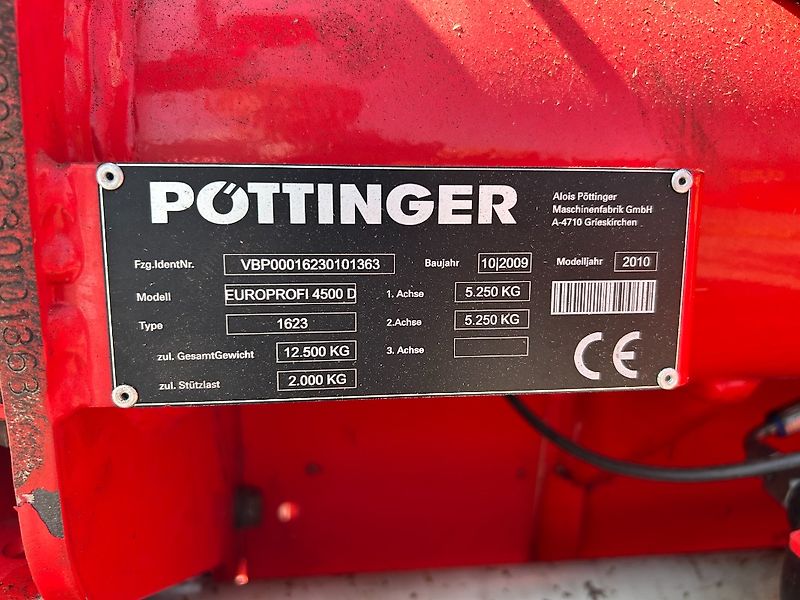 PÖTTINGER
Alois Pöttinger
Maschinenfabrik GmbH
A-4710 Grieskirchen
Fzg.IdentNr. VBP00016230101363 Baujahr 10|2009 Modelljahr 2010
Modell EUROPROFI 4500 D 1. Achse 5.250 KG
Type 1623 2.Achse 5.250 KG
zul. GesamtGewicht 12.500 KG 3. Achse
zul. Stützlast 2.000 KG
CE